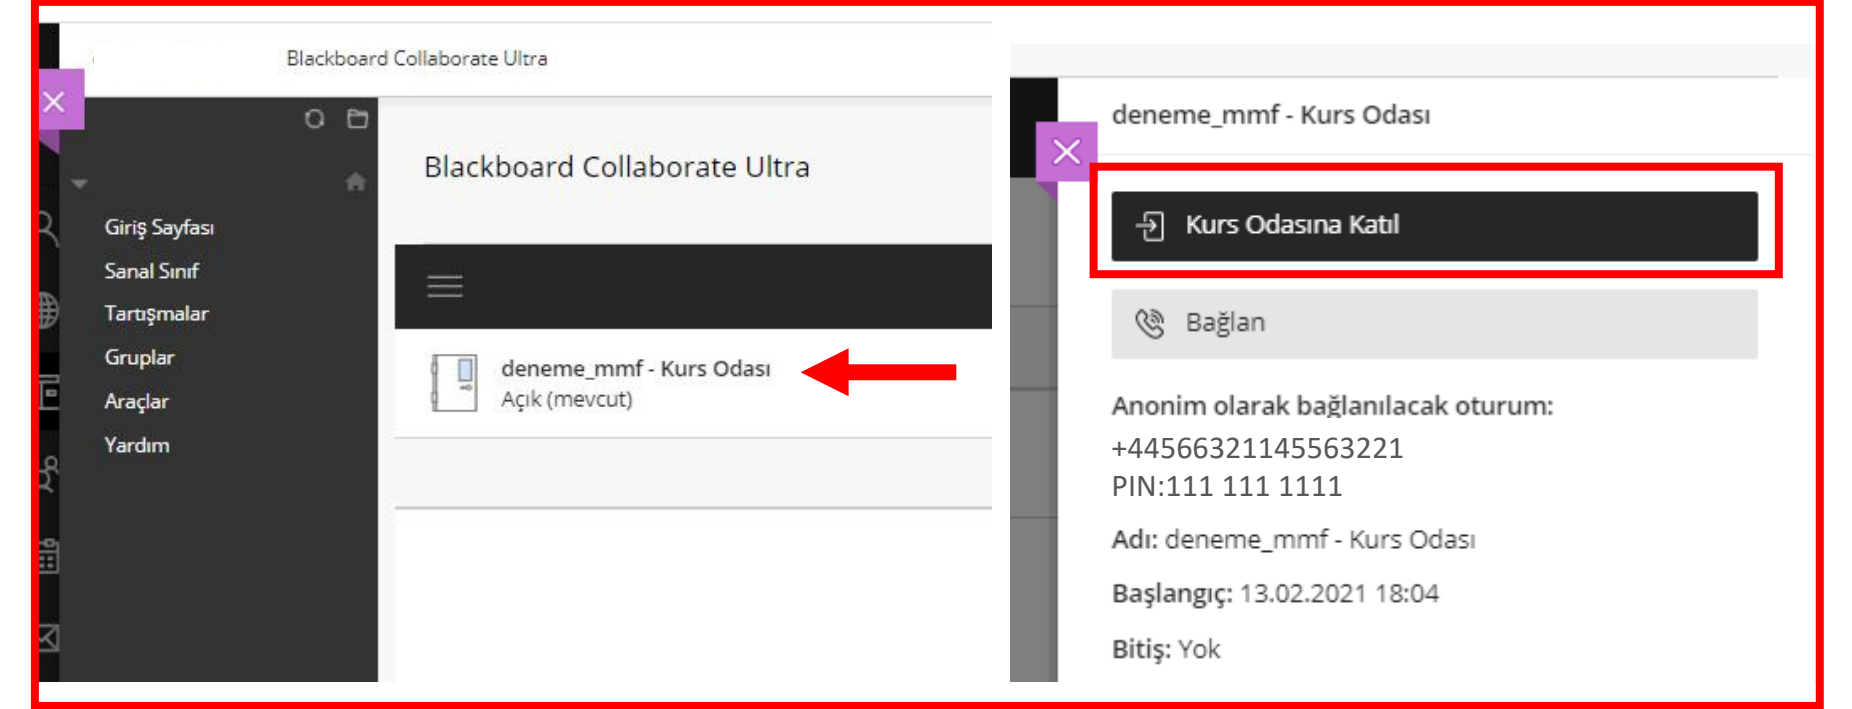 Blackboard Collaborate Ultra
Giriş Sayfası
Sanal Sınıf
Tartışmalar
Gruplar
Araçlar
Yardım
Blackboard Collaborate Ultra
deneme_mmf - Kurs Odası
Açık (mevcut)
deneme_mmf - Kurs Odası
Kurs Odasına Katıl
Bağlan
Anonim olarak bağlanılacak oturum:
+44566321145563221
PIN:111 111 1111
Adı: deneme_mmf - Kurs Odası
Başlangıç: 13.02.2021 18:04
Bitiş: Yok